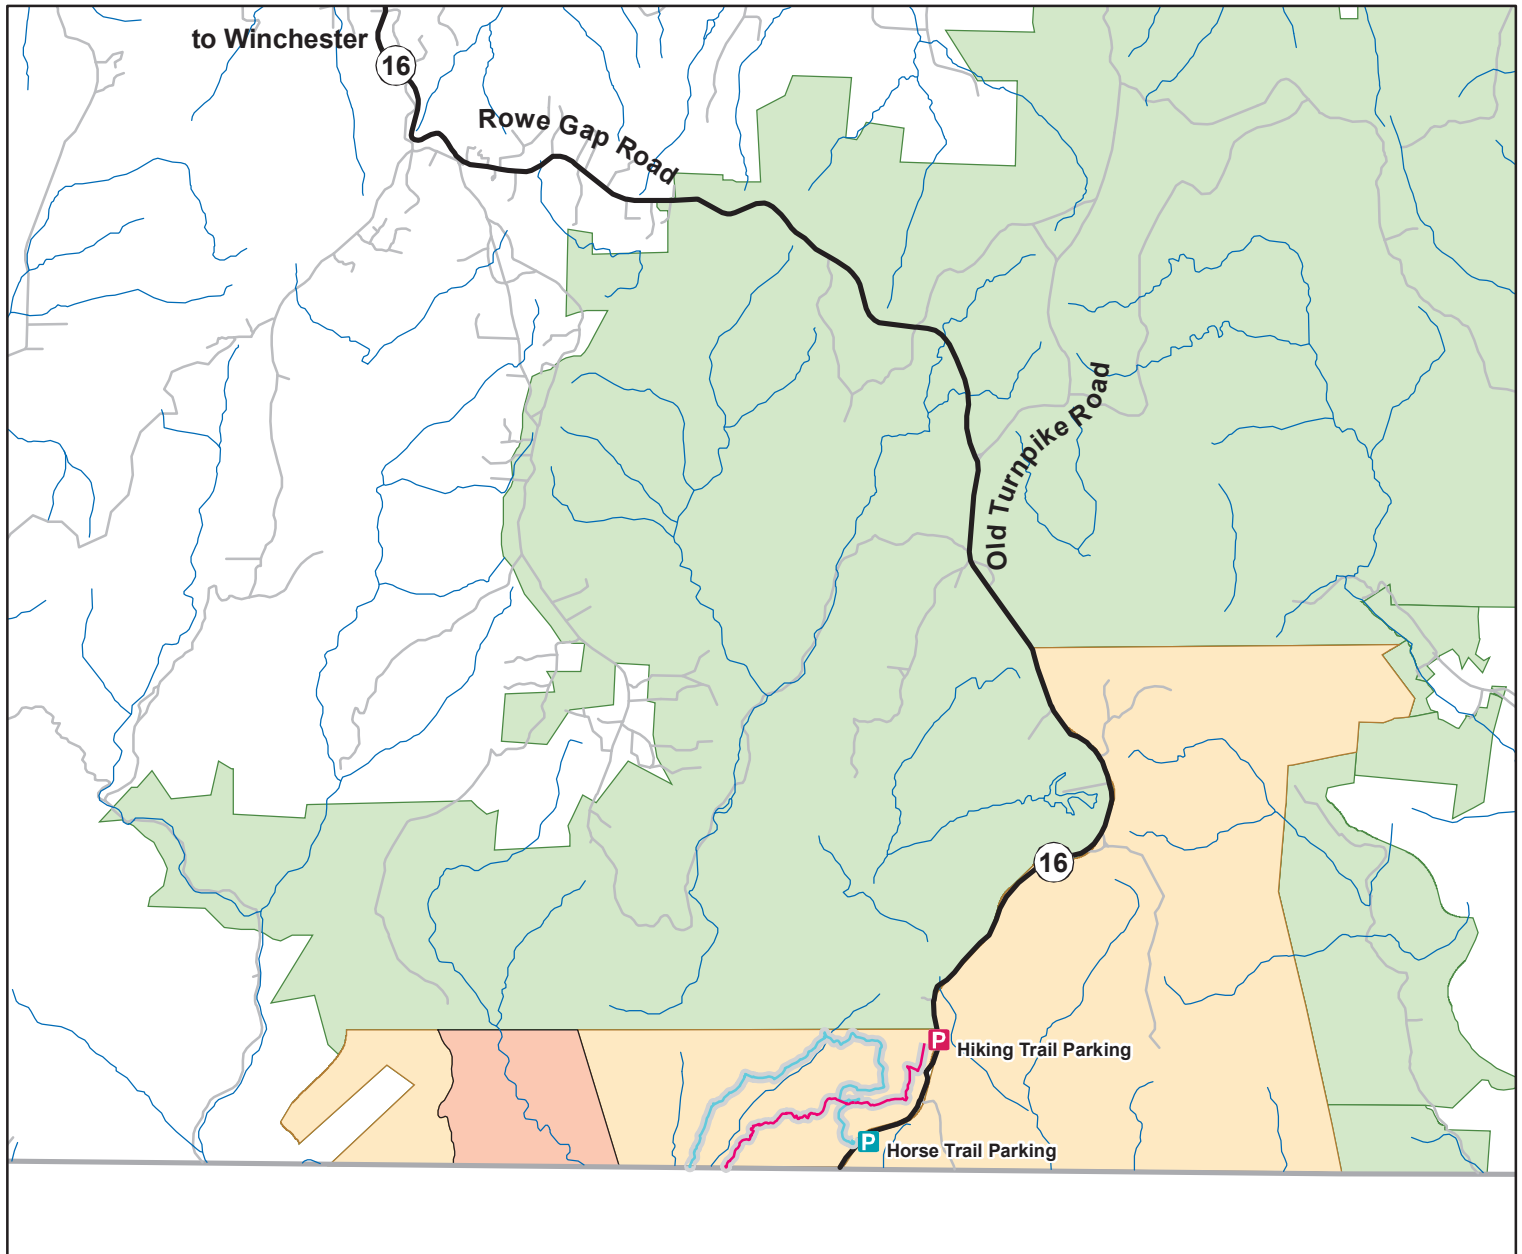 to Winchester
16
Rowe Gap Road
Old Turnpike Road
16
P
Hiking Trail Parking
P
Horse Trail Parking